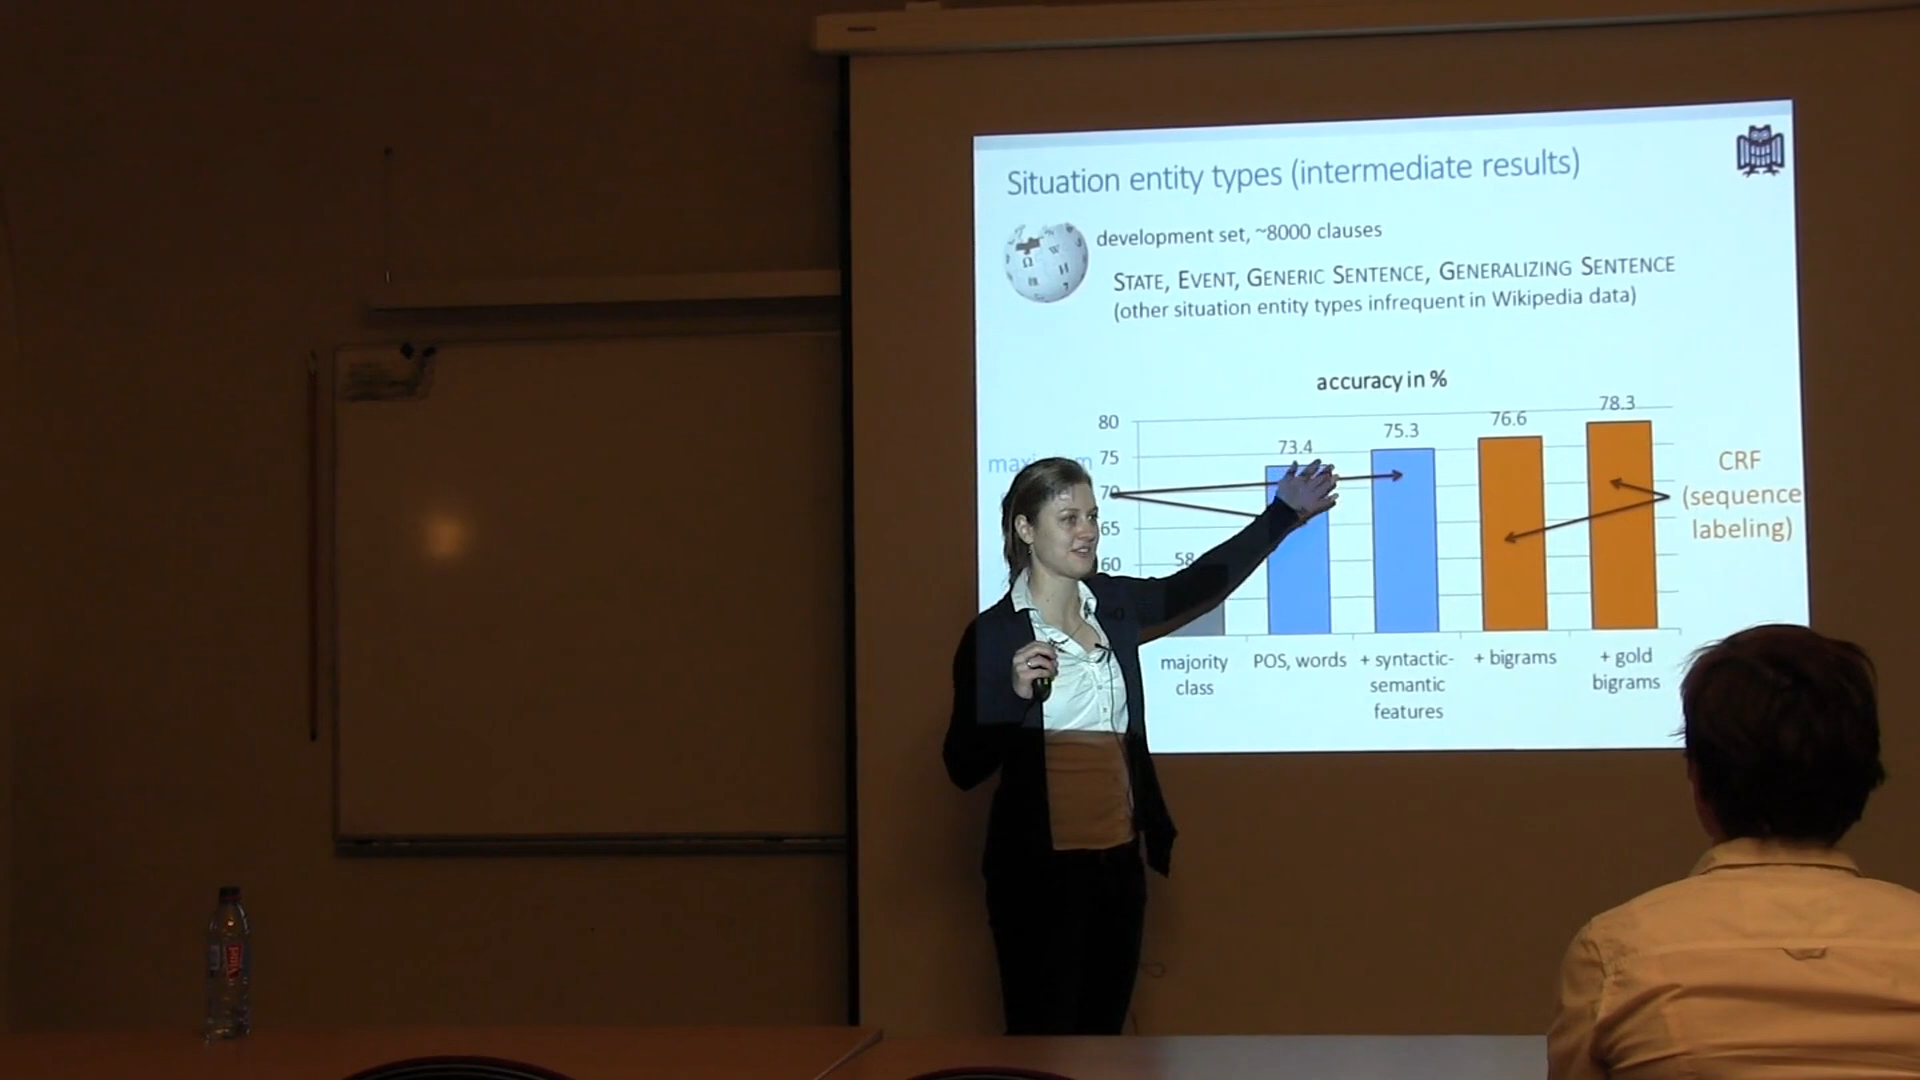 Situation entity types (intermediate results)
development set, ~8000 clauses
STATE, EVENT, GENERIC SENTENCE, GENERALIZING SENTENCE
(other situation entity types infrequent in Wikipedia data)
accuracy in %
80
75
70
65
60
58
73.4
75.3
76.6
78.3
CRF
(sequence
labeling)
majority
class
POS, words
+ syntactic-
semantic
features
+ bigrams
+ gold
bigrams